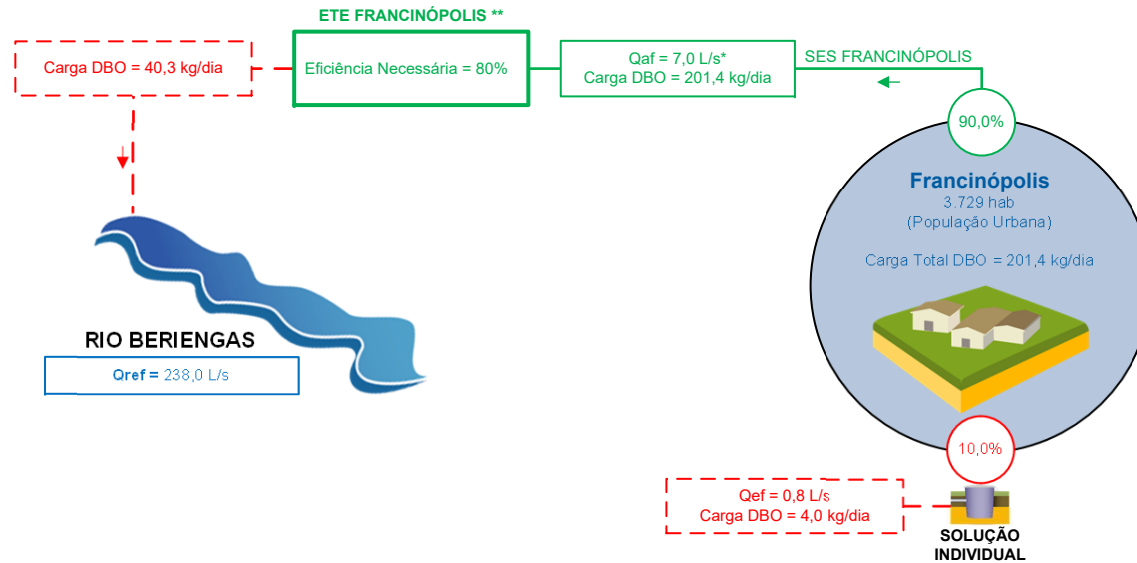 ETE FRANCINÓPOLIS **
Carga DBO = 40,3 kg/dia
Eficiência Necessária = 80%
Qaf = 7,0 L/s*
Carga DBO = 201,4 kg/dia
SES FRANCINÓPOLIS
90,0%
Francinópolis
3.729 hab
(População Urbana)
Carga Total DBO = 201,4 kg/dia
RIO BERIENGAS
Qref = 238,0 L/s
10,0%
Qef = 0,8 L/s
Carga DBO = 4,0 kg/dia
SOLUÇÃO
INDIVIDUAL